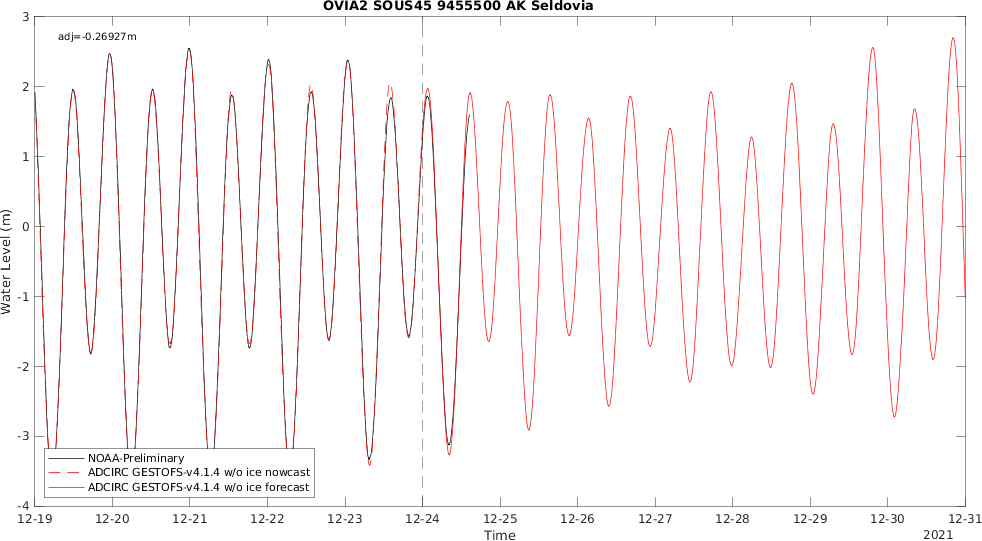 OVIA2 SOUS45 9455500 AK Seldovia
adj=-0.26927m
3
2
1
0
-1
-2
-3
-4
Water Level (m)
NOAA-Preliminary
ADCIRC GESTOFS-v4.1.4 w/o ice nowcast
ADCIRC GESTOFS-v4.1.4 w/o ice forecast
12-19 12-20 12-21 12-22 12-23 12-24 12-25 12-26 12-27 12-28 12-29 12-30 12-31
Time
2021